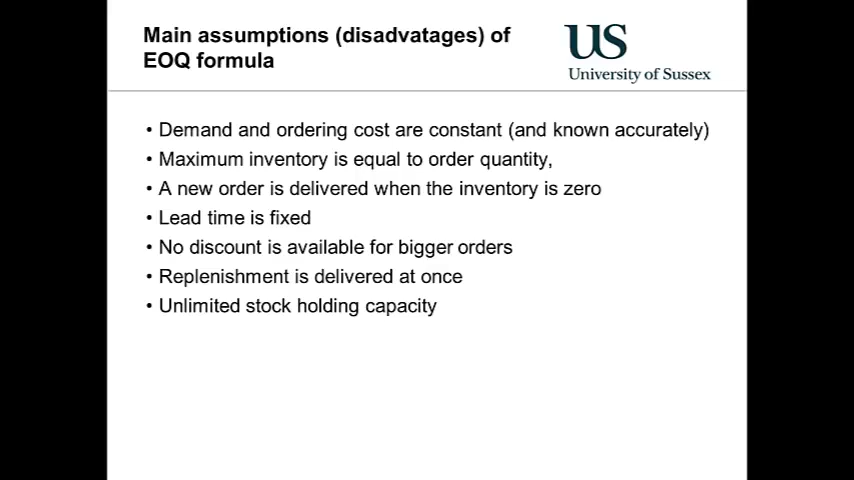 Main assumptions (disadvatages) of
EOQ formula
US
University of Sussex
• Demand and ordering cost are constant (and known accurately)
• Maximum inventory is equal to order quantity,
• A new order is delivered when the inventory is zero
• Lead time is fixed
• No discount is available for bigger orders
• Replenishment is delivered at once
• Unlimited stock holding capacity